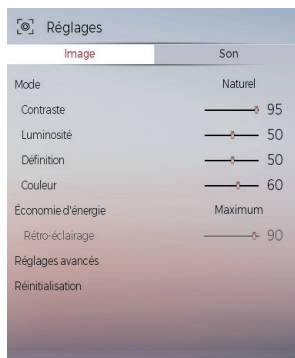 Réglages
Image Son
Mode Naturel
Contraste 95
Luminosité 50
Définition 50
Couleur 60
Économie d'énergie Maximum
Rétro-éclairage 90
Réglages avancés
Réinitialisation